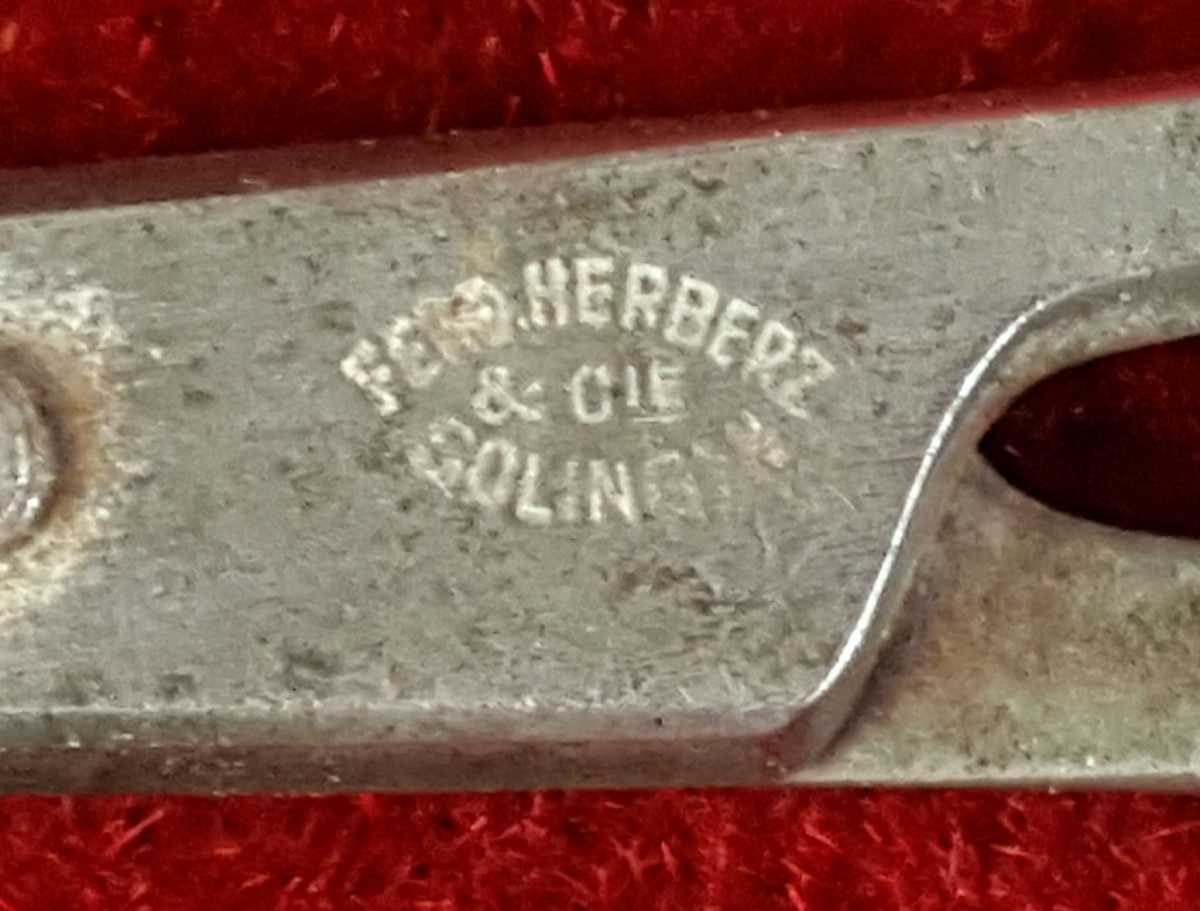 FERD. HERBERZ
& CIE
SOLINGEN